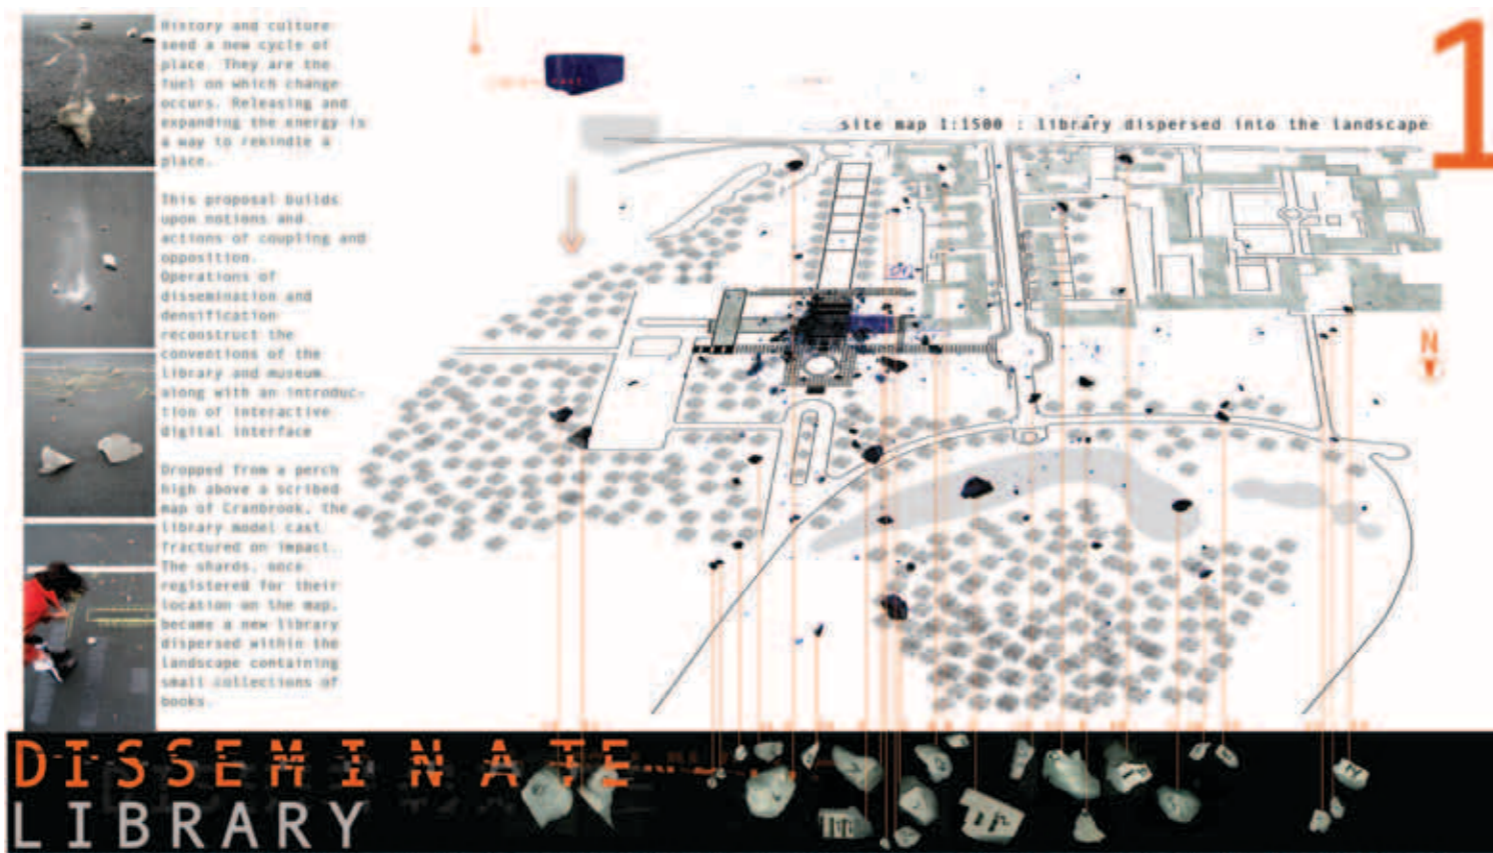 History and culture
seed a new cycle of
place. They are the
fuel on which change
occurs. Releasing and
expanding the energy is
a way to rekindle a
place.
This proposal builds
upon notions and
actions of coupling and
opposition.
Operations of
dissemination and
densification
reconstruct the
conventions of the
library and museum
along with an introduc-
tion of interactive
digital interface
Dropped from a perch
high above a scribed
map of Cranbrook, the
library model cast
fractured on impact.
The shards, once
registered for their
location on the map,
became a new library
dispersed within the
landscape containing
small collections of
books.
1
site map 1:1500 : library dispersed into the landscape
N
DISSEMINATE
LIBRARY